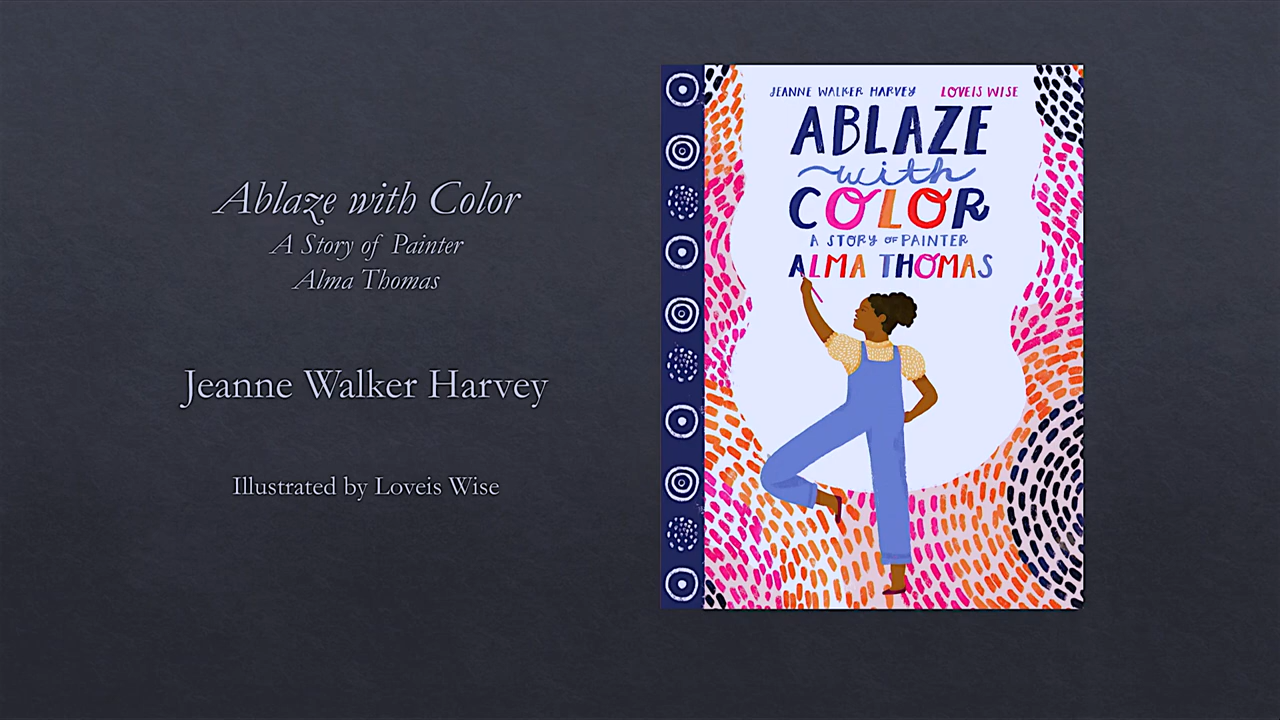 Ablaze with Color
A Story of Painter
Alma Thomas
Jeanne Walker Harvey
Illustrated by Loveis Wise
JEANNE WALKER HARVEY LOVEIS WISE
ABLAZE
with
COLOR
A STORY OF PAINTER
ALMA THOMAS